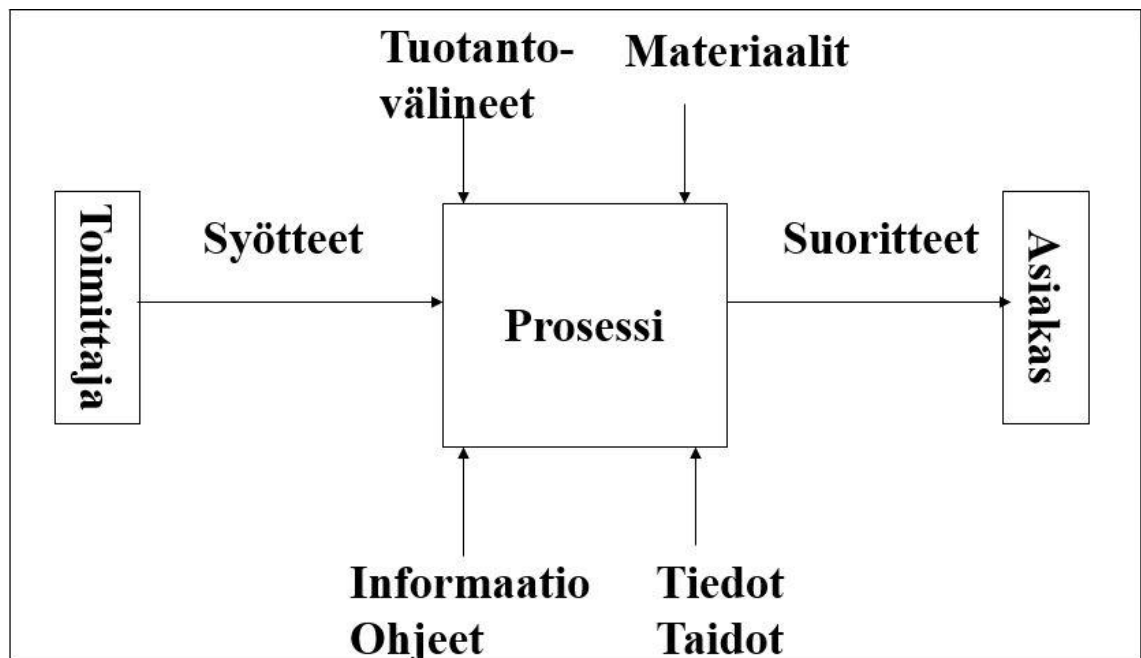 Tuotanto-
välineet
Materiaalit
Toimittaja
Syötteet
Prosessi
Suoritteet
Asiakas
Informaatio
Ohjeet
Tiedot
Taidot